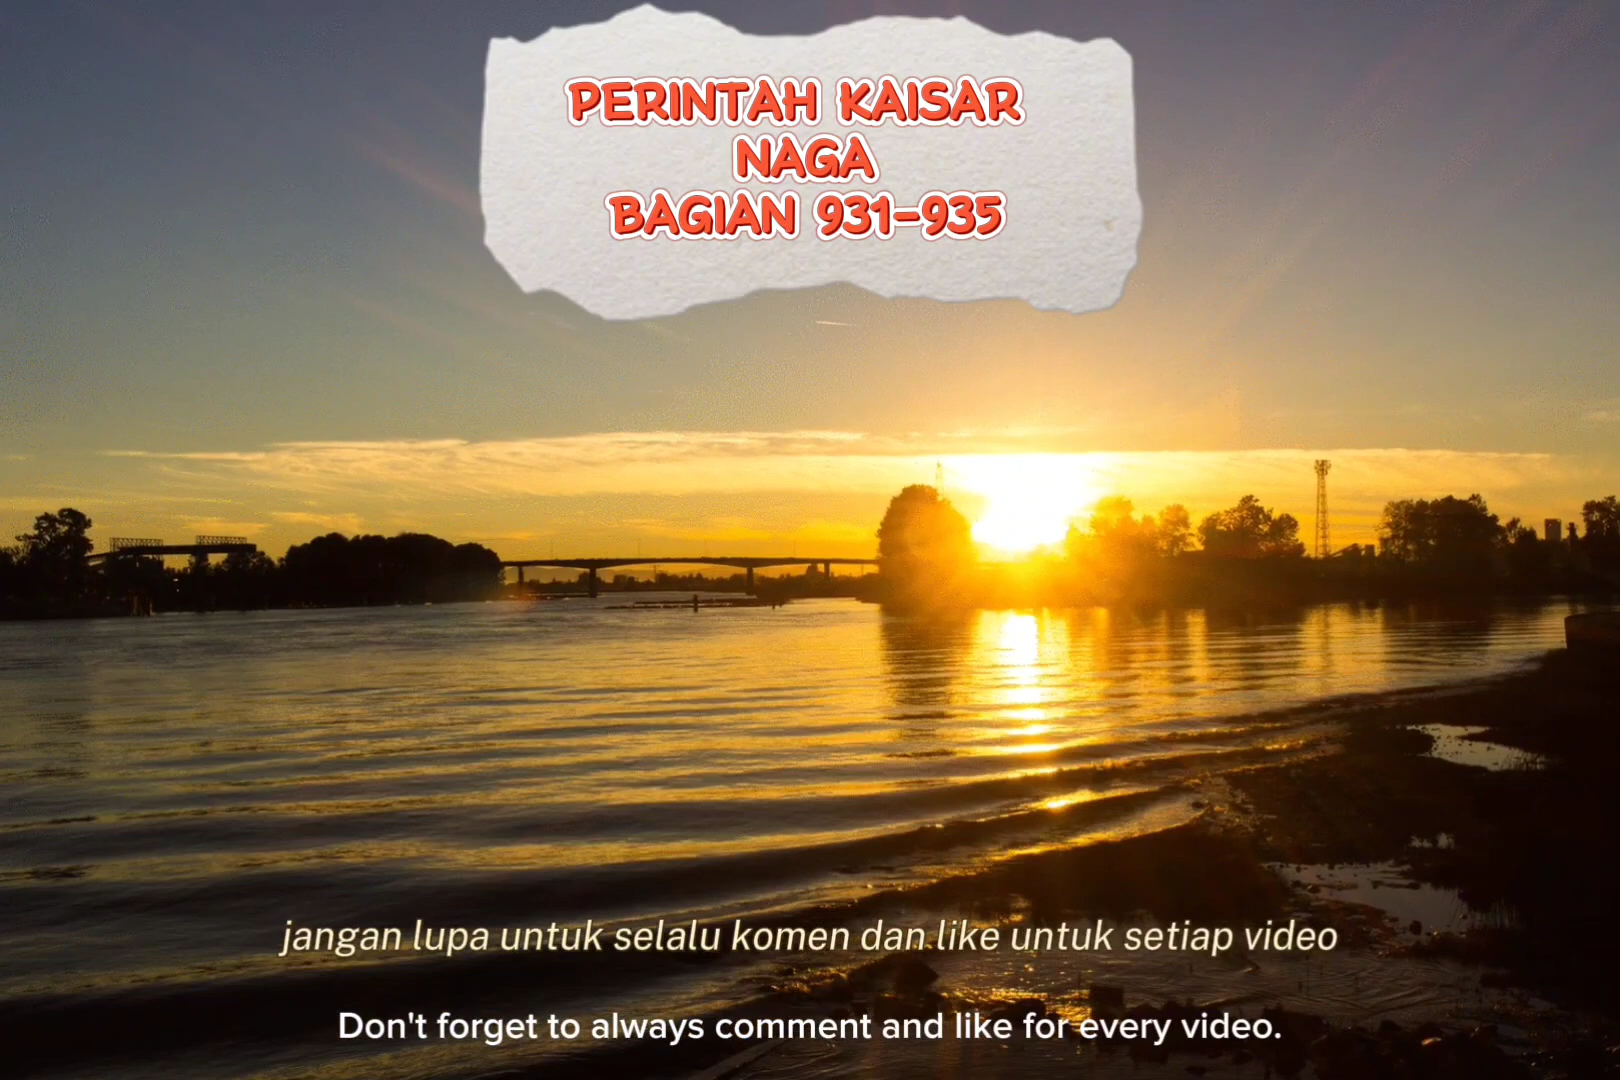 PERINTAH KAISAR
NAGA
BAGIAN 931-935
jangan lupa untuk selalu komen dan like untuk setiap video
Don't forget to always comment and like for every video.